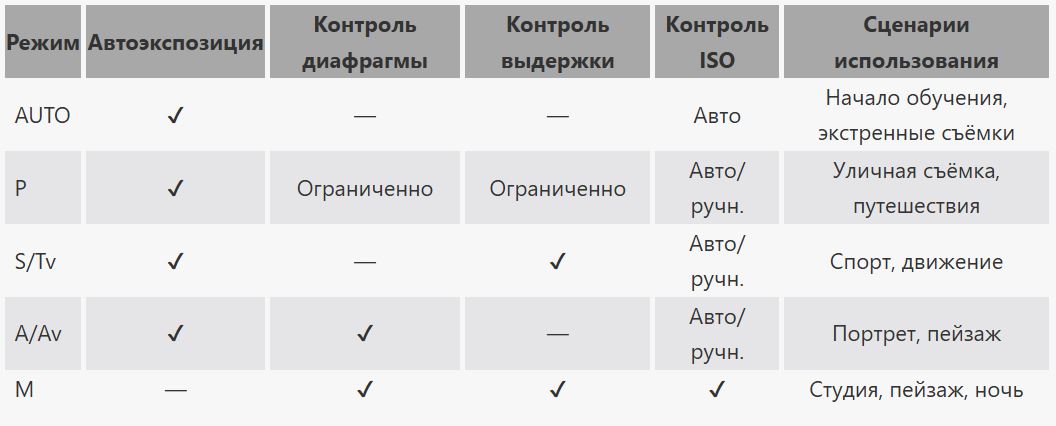 Режим Автоэкспозиция Контроль диафрагмы Контроль выдержки Контроль ISO Сценарии использования
AUTO ✓ — — Авто Начало обучения, экстренные съёмки
P ✓ Ограниченно Ограниченно Авто/ручн. Уличная съёмка, путешествия
S/Tv ✓ — ✓ Авто/ручн. Спорт, движение
A/Av ✓ ✓ — Авто/ручн. Портрет, пейзаж
M — ✓ ✓ ✓ Студия, пейзаж, ночь